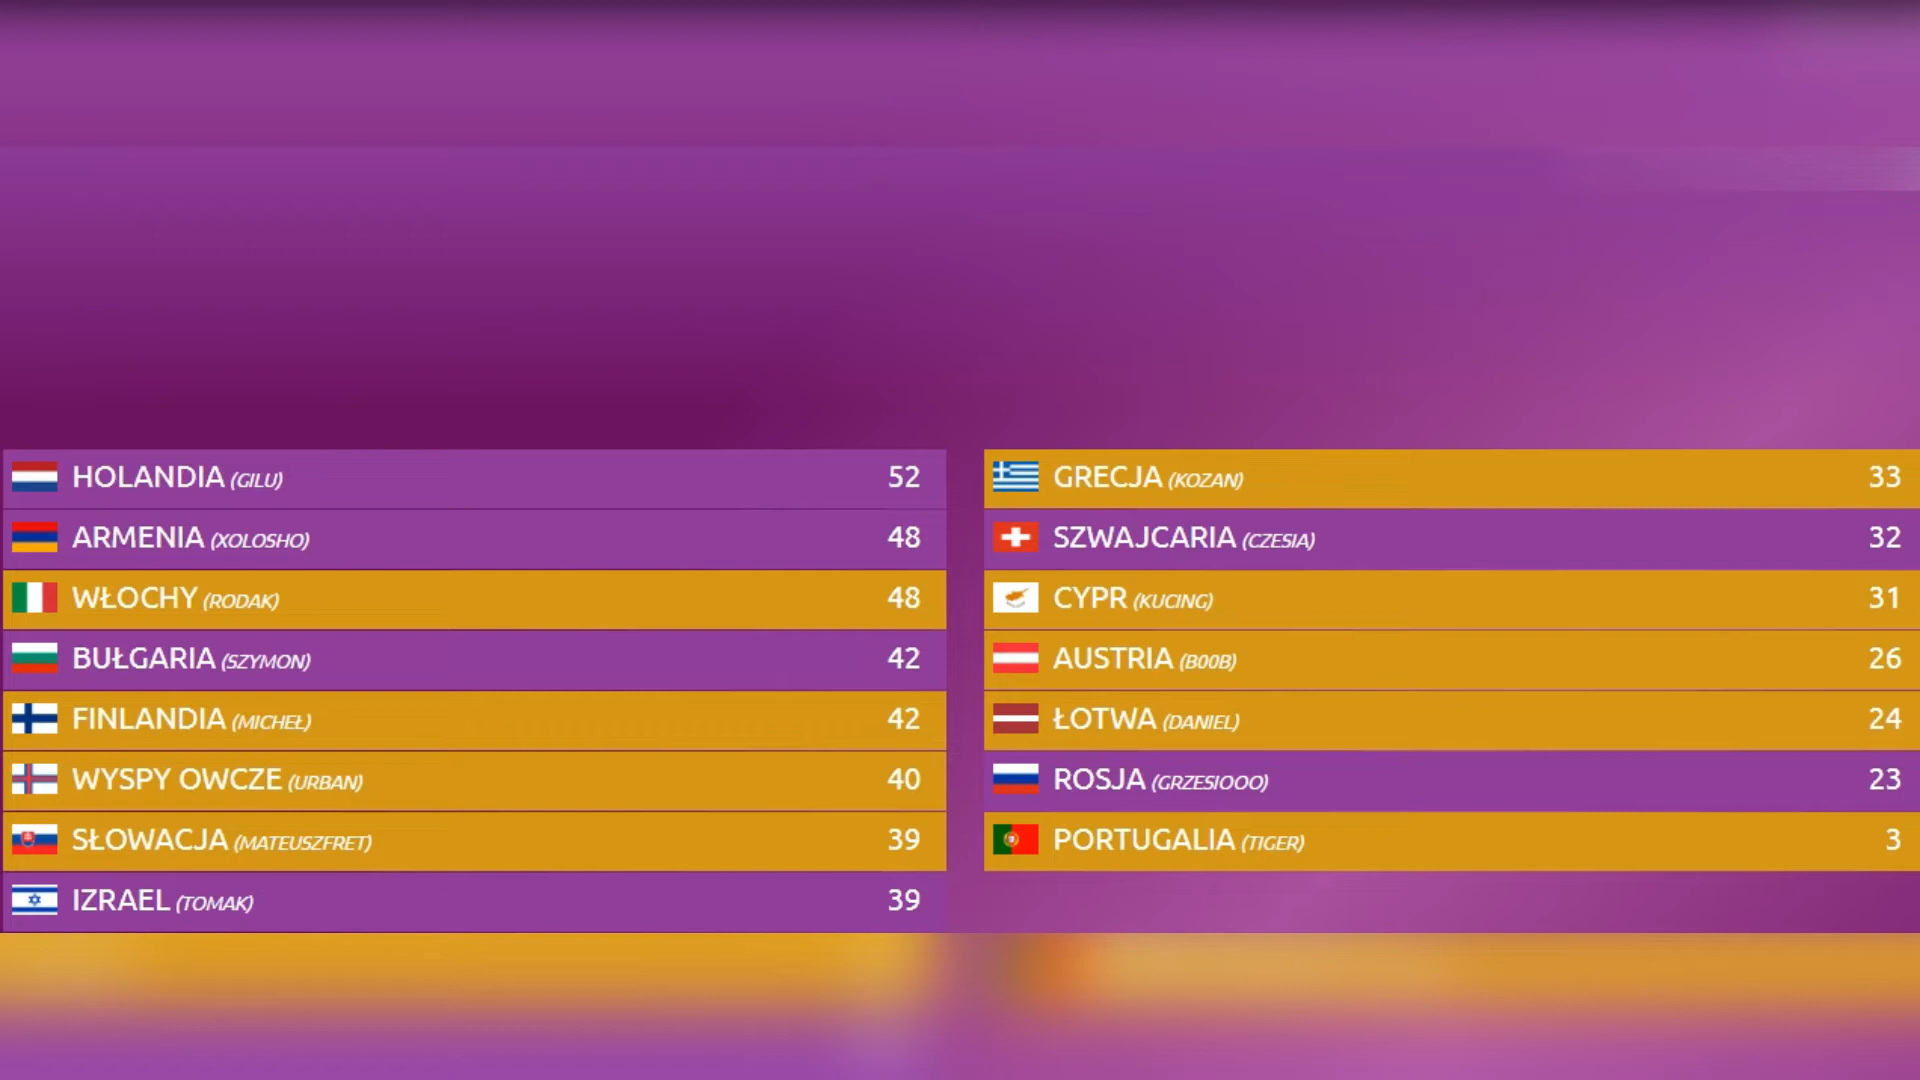 HOLANDIA (GILU) 52
ARMENIA (XOLOSHO) 48
WŁOCHY (RODAK) 48
BUŁGARIA (SZYMON) 42
FINLANDIA (MICHEŁ) 42
WYSPY OWCZE (URBAN) 40
SŁOWACJA (MATEUSZFRET) 39
IZRAEL (TOMAK) 39
GRECJA (KOZAN) 33
SZWAJCARIA (CZESIA) 32
CYPR (KUCING) 31
AUSTRIA (B00B) 26
ŁOTWA (DANIEL) 24
ROSJA (GRZESIOOO) 23
PORTUGALIA (TIGER) 3